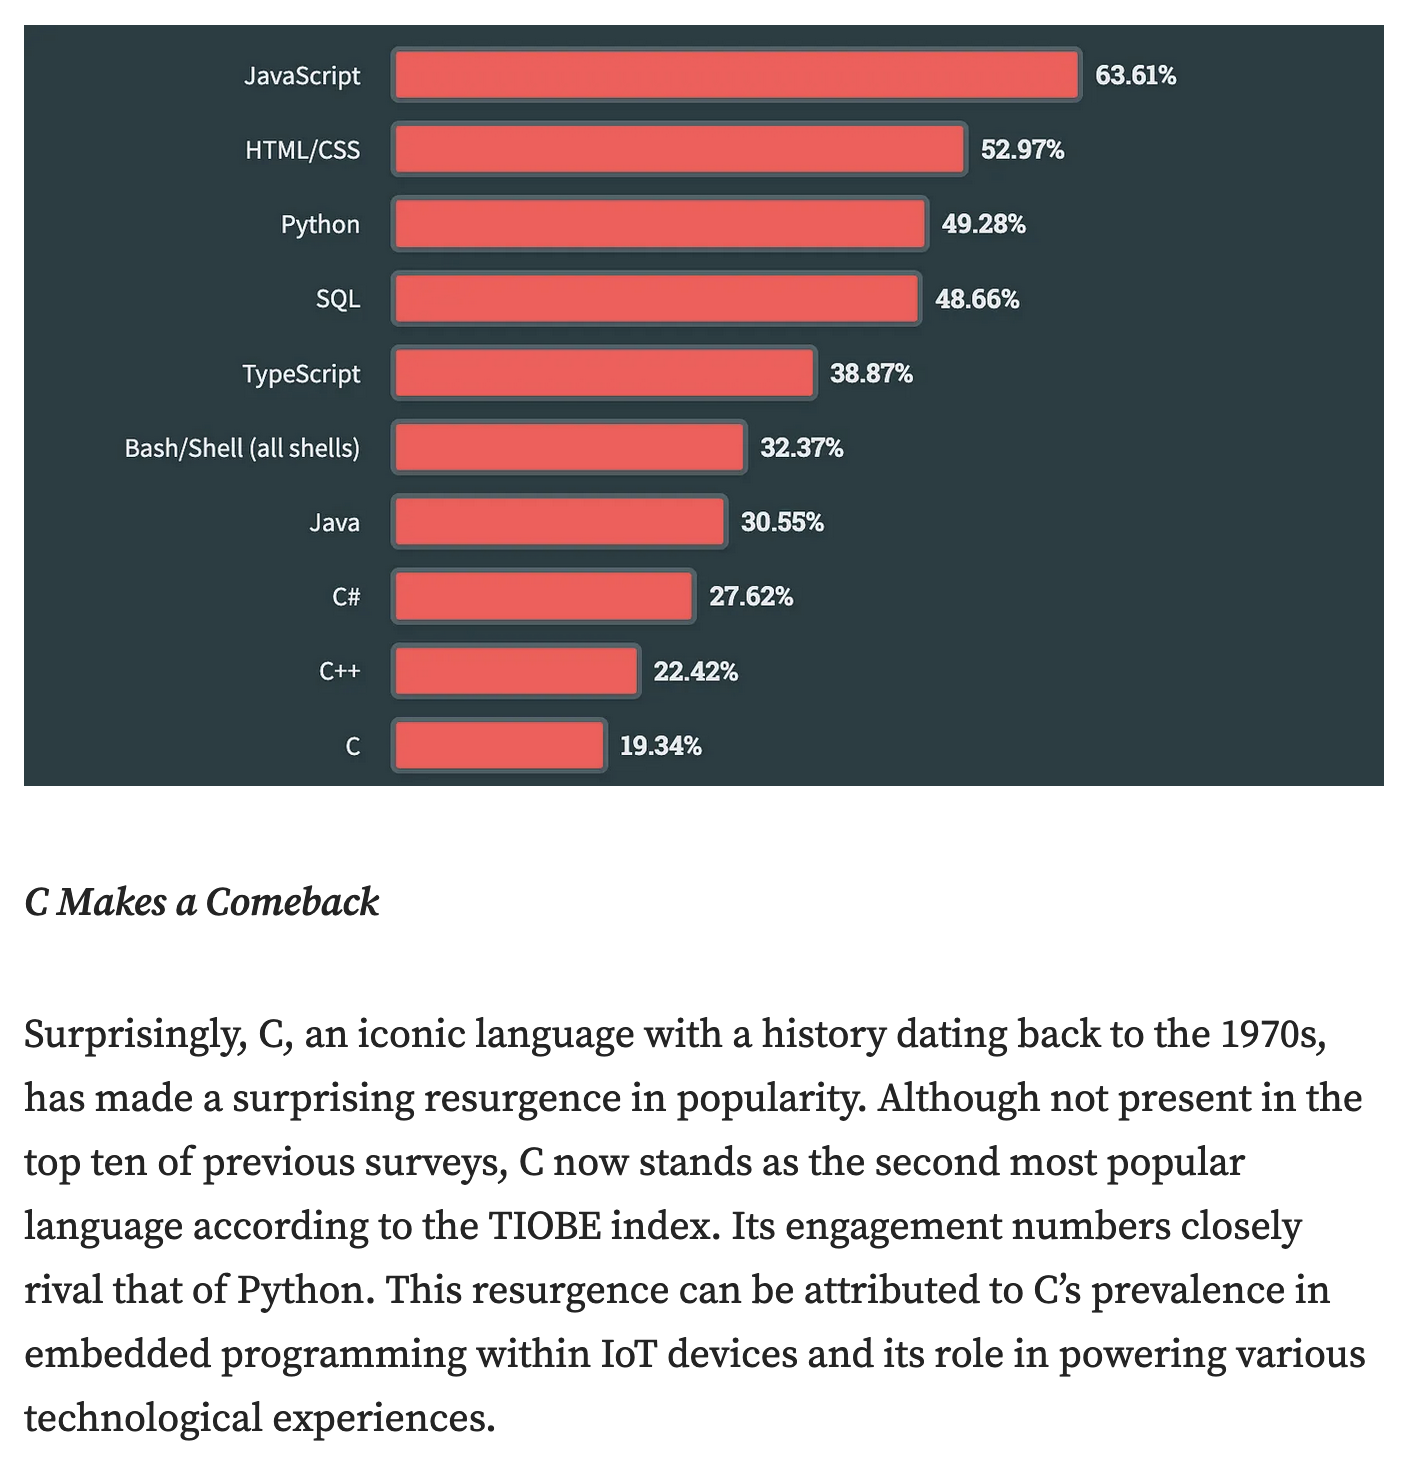 JavaScript 63.61%
HTML/CSS 52.97%
Python 49.28%
SQL 48.66%
TypeScript 38.87%
Bash/Shell (all shells) 32.37%
Java 30.55%
C# 27.62%
C++ 22.42%
C 19.34%
C Makes a Comeback
Surprisingly, C, an iconic language with a history dating back to the 1970s,
has made a surprising resurgence in popularity. Although not present in the
top ten of previous surveys, C now stands as the second most popular
language according to the TIOBE index. Its engagement numbers closely
rival that of Python. This resurgence can be attributed to C’s prevalence in
embedded programming within IoT devices and its role in powering various
technological experiences.